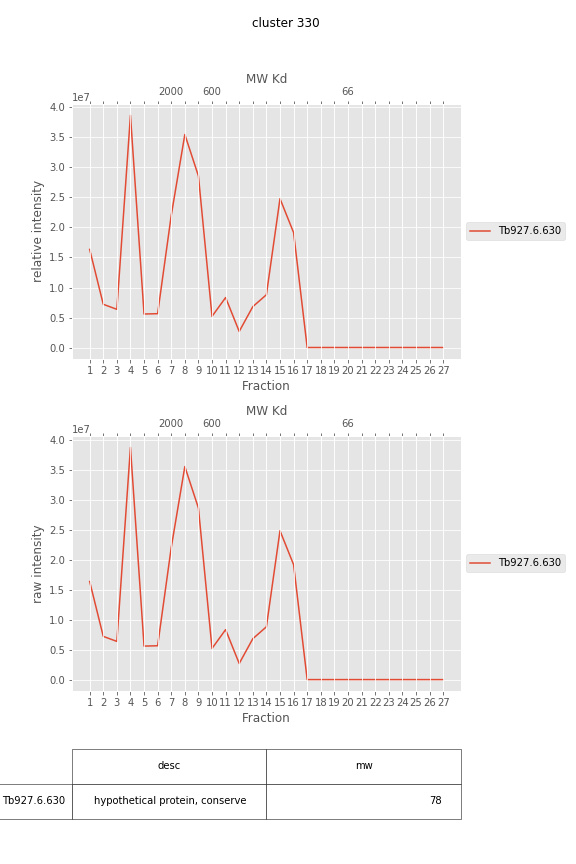 cluster 330
MW Kd
2000 600 66
1e7
4.0
3.5
3.0
2.5
2.0
1.5
1.0
0.5
0.0
relative intensity
Tb927.6.630
1 2 3 4 5 6 7 8 9 10 11 12 13 14 15 16 17 18 19 20 21 22 23 24 25 26 27
Fraction
MW Kd
2000 600 66
1e7
4.0
3.5
3.0
2.5
2.0
1.5
1.0
0.5
0.0
raw intensity
Tb927.6.630
1 2 3 4 5 6 7 8 9 10 11 12 13 14 15 16 17 18 19 20 21 22 23 24 25 26 27
Fraction
desc mw
Tb927.6.630 hypothetical protein, conserve 78